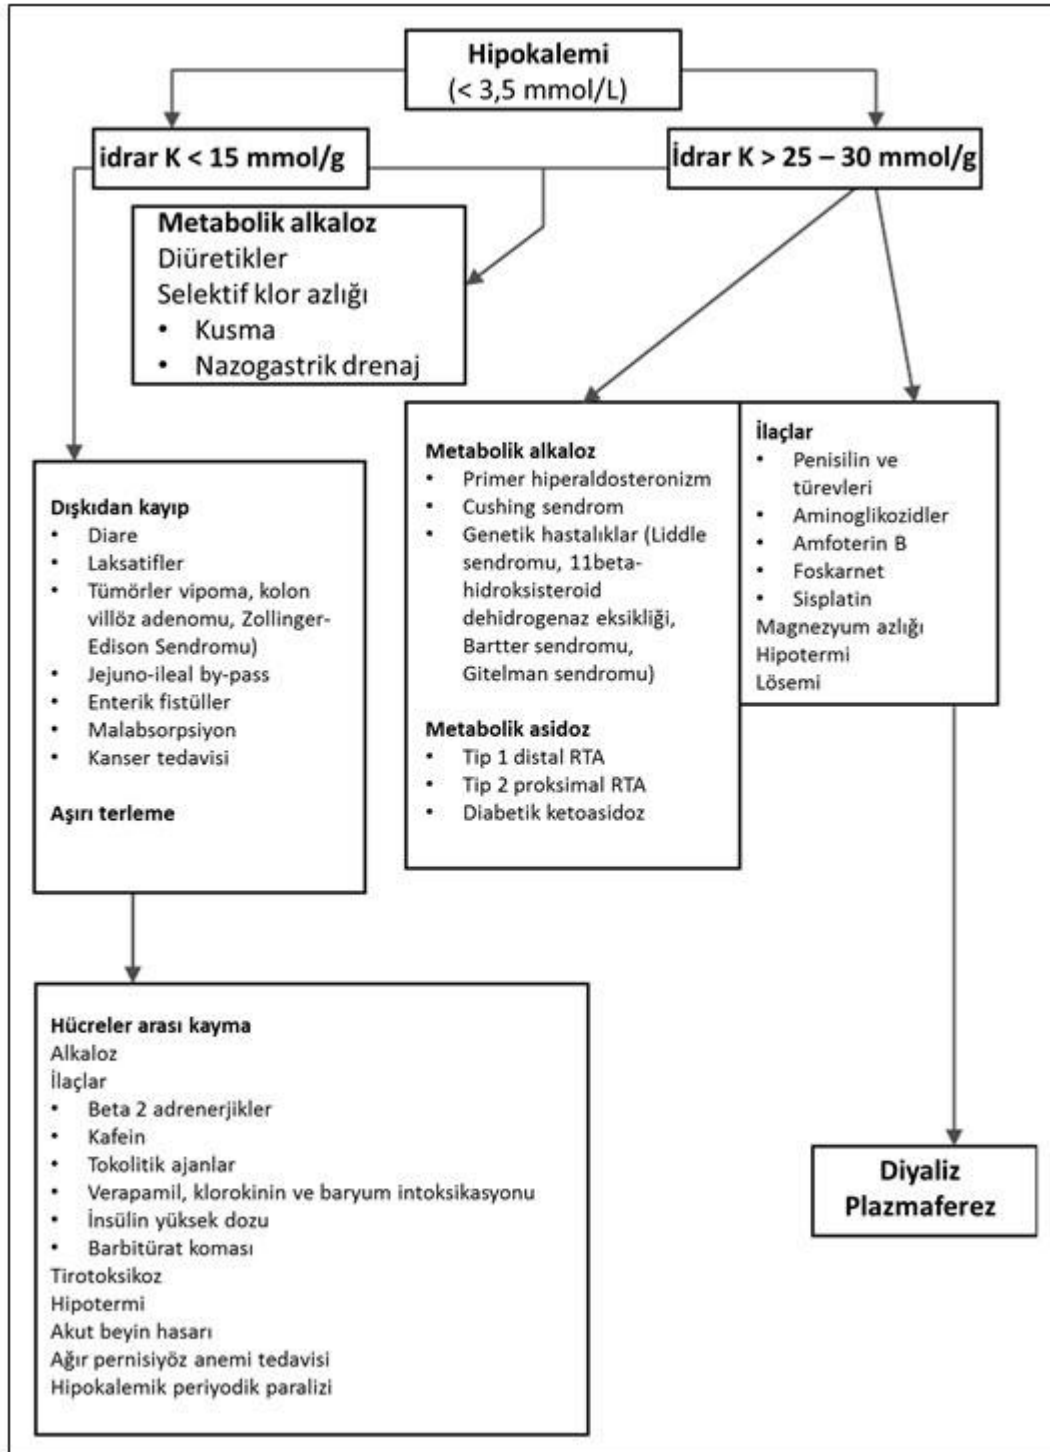 Hipokalemi
(< 3,5 mmol/L)
idrar K < 15 mmol/g
İdrar K > 25 – 30 mmol/g
Metabolik alkaloz
Diüretikler
Selektif klor azlığı
• Kusma
• Nazogastrik drenaj
Dışkıdan kayıp
• Diare
• Laksatifler
• Tümörler vipoma, kolon
villöz adenomu, Zollinger-
Edison Sendromu)
• Jejuno-ileal by-pass
• Enterik fistüller
• Malabsorpsiyon
• Kanser tedavisi
Aşırı terleme
Metabolik alkaloz
• Primer hiperaldosteronizm
• Cushing sendrom
• Genetik hastalıklar (Liddle
sendromu, 11beta-
hidroksisteroid
dehidrogenaz eksikliği,
Bartter sendromu,
Gitelman sendromu)
Metabolik asidoz
• Tip 1 distal RTA
• Tip 2 proksimal RTA
• Diabetik ketoasidoz
İlaçlar
• Penisilin ve
türevleri
• Aminoglikozidler
• Amfoterin B
• Foskarnet
• Sisplatin
Magnezyum azlığı
Hipotermi
Lösemi
Hücreler arası kayma
Alkaloz
İlaçlar
• Beta 2 adrenerjikler
• Kafein
• Tokolitik ajanlar
• Verapamil, klorokinin ve baryum intoksikasyonu
• İnsülin yüksek dozu
• Barbitürat koması
Tirotoksikoz
Hipotermi
Akut beyin hasarı
Ağır pernisiyöz anemi tedavisi
Hipokalemik periyodik paralizi
Diyaliz
Plazmaferez